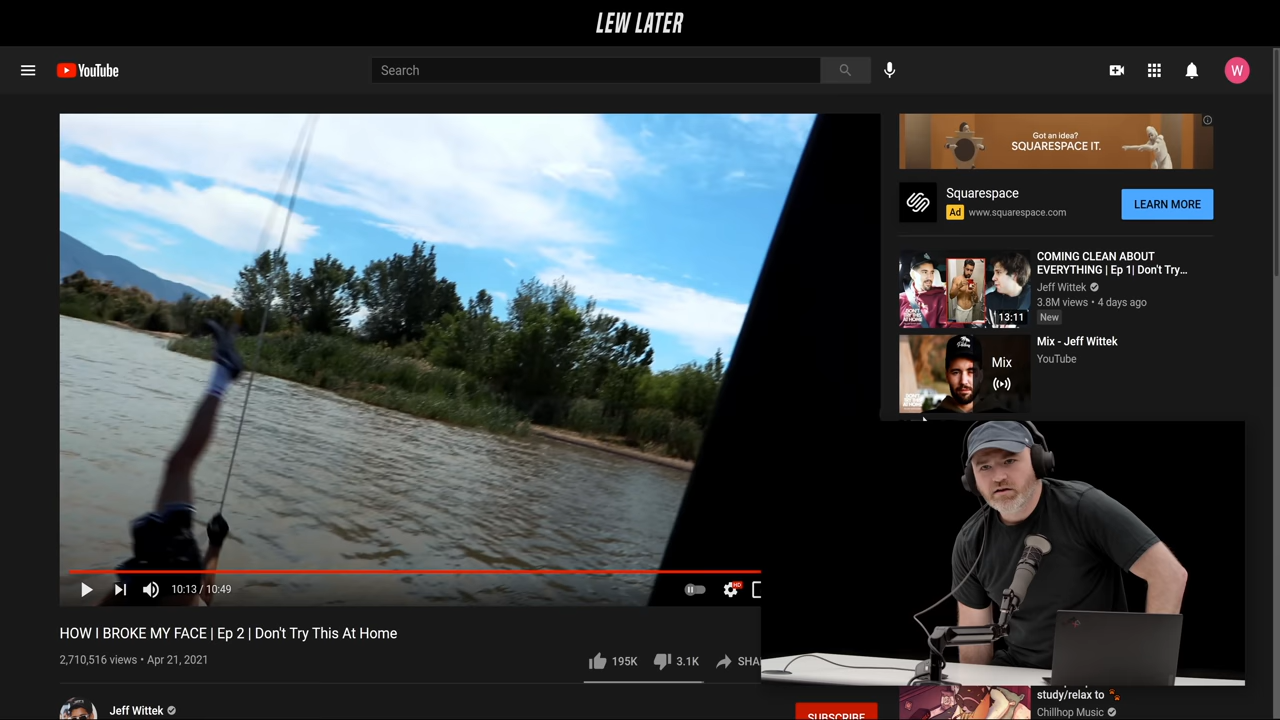 LEW LATER
YouTube
Search
W
Got an idea?
SQUARESPACE IT.
Squarespace
Ad www.squarespace.com
LEARN MORE
COMING CLEAN ABOUT
EVERYTHING | Ep 1| Don't Try...
Jeff Wittek
3.8M views • 4 days ago
New
13:11
Mix - Jeff Wittek
YouTube
Mix
10:13 / 10:49
HD
HOW I BROKE MY FACE | Ep 2 | Don't Try This At Home
2,710,516 views • Apr 21, 2021
195K
3.1K
SHA
Jeff Wittek
SUBSCRIBE
study/relax to
Chillhop Music